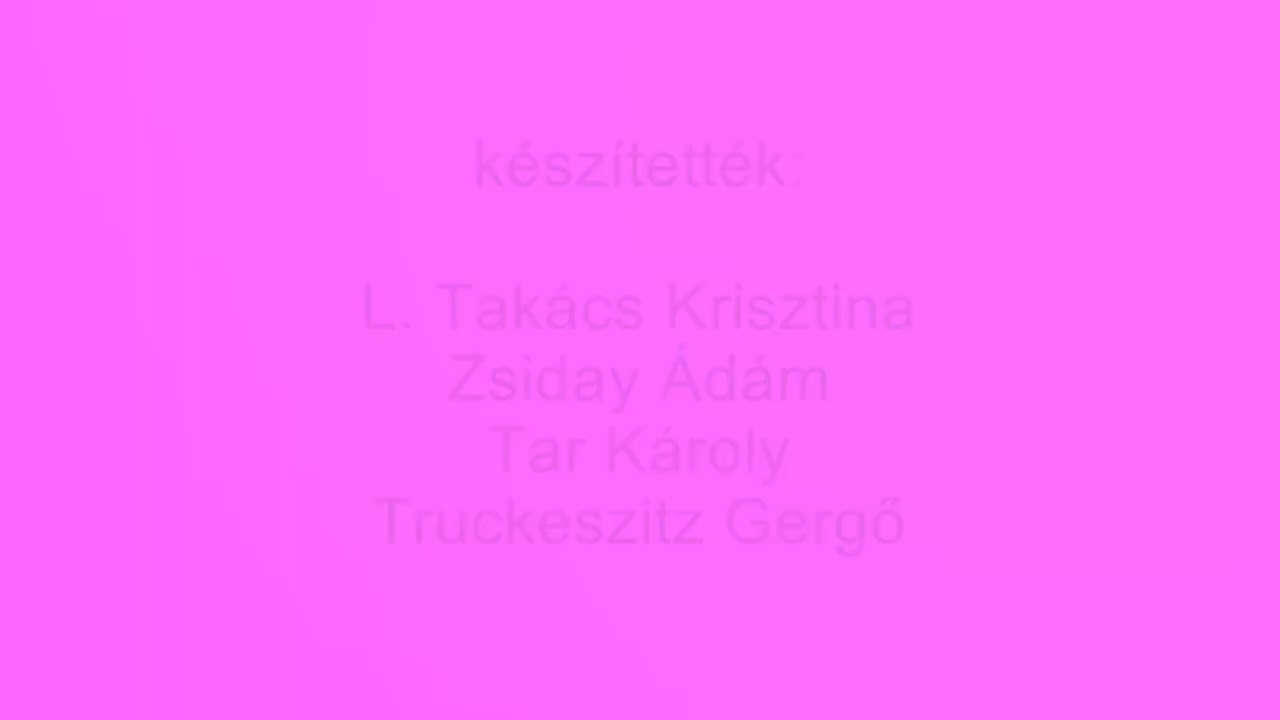 készítették:
L. Takács Krisztina
Zsiday Ádám
Tar Károly
Truckeszitz Gergő